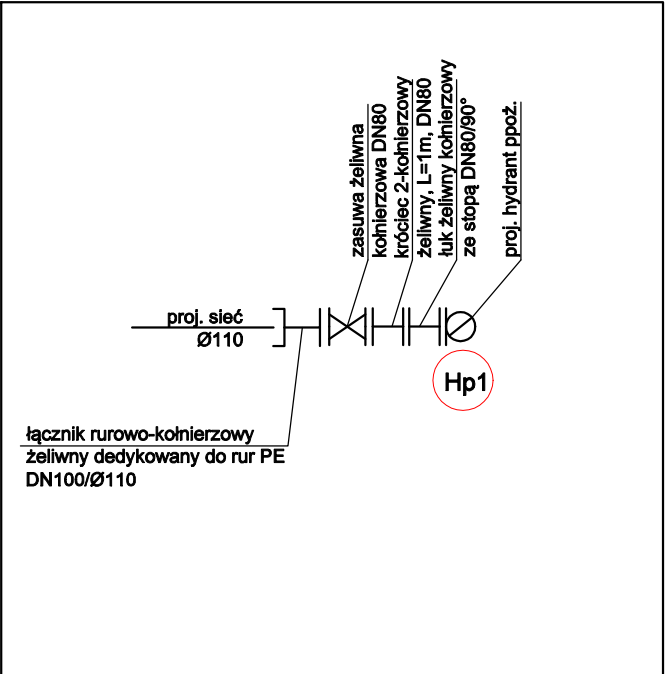 zasuwa żeliwna
kołnierzowa DN80
króciec 2-kołnierzowy
żeliwny, L=1m, DN80
łuk żeliwny kołnierzowy
ze stopą DN80/90°
proj. hydrant ppoż.
proj. sieć
Ø110
Hp1
łącznik rurowo-kołnierzowy
żeliwny dedykowany do rur PE
DN100/Ø110